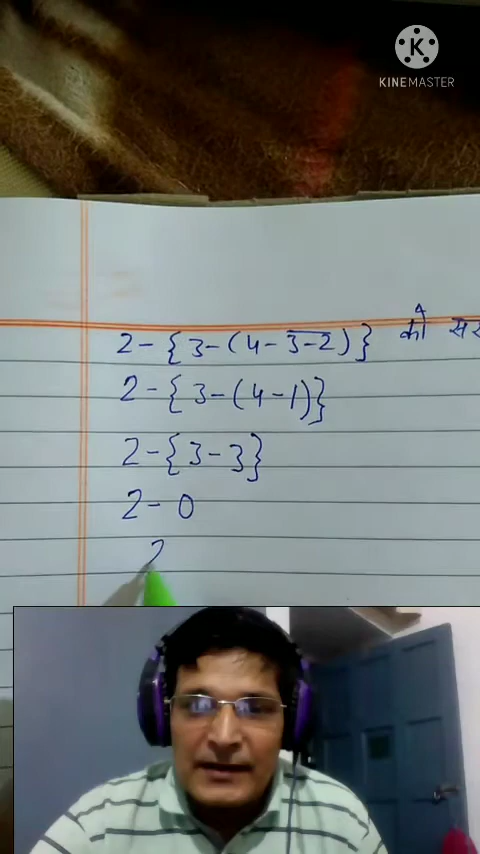 KINEMASTER
2 - { 3 - ( 4 - 3̅-̅2̅ ) } को
2 - { 3 - ( 4 - 1 ) }
2 - { 3 - 3 }
2 - 0
2